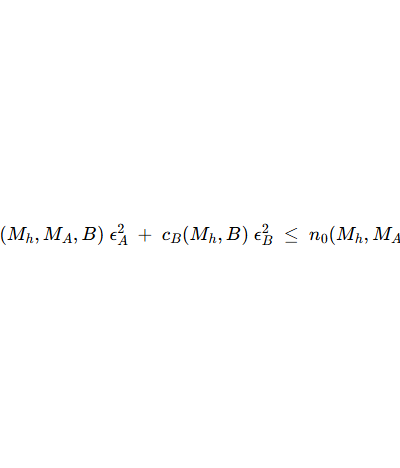 (M_h, M_A, B) ϵ_A^2 + c_B(M_h, B) ϵ_B^2 ≤ n_0(M_h, M_A